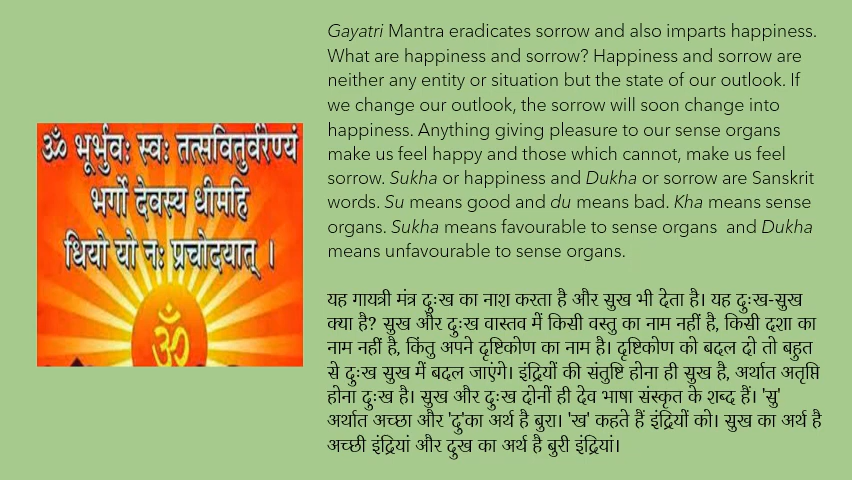 ॐ भूर्भुवः स्वः तत्सवितुर्वरेण्यं
भर्गो देवस्य धीमहि
धियो यो नः प्रचोदयात् ।
ॐ
Gayatri Mantra eradicates sorrow and also imparts happiness.
What are happiness and sorrow? Happiness and sorrow are
neither any entity or situation but the state of our outlook. If
we change our outlook, the sorrow will soon change into
happiness. Anything giving pleasure to our sense organs
make us feel happy and those which cannot, make us feel
sorrow. Sukha or happiness and Dukha or sorrow are Sanskrit
words. Su means good and du means bad. Kha means sense
organs. Sukha means favourable to sense organs and Dukha
means unfavourable to sense organs.
यह गायत्री मंत्र दुःख का नाश करता है और सुख भी देता है। यह दुःख-सुख
क्या है? सुख और दुःख वास्तव में किसी वस्तु का नाम नहीं है, किसी दशा का
नाम नहीं है, किंतु अपने दृष्टिकोण का नाम है। दृष्टिकोण को बदल दो तो बहुत
से दुःख सुख में बदल जाएंगे। इंद्रियों की संतुष्टि होना ही सुख है, अर्थात अतृप्ति
होना दुःख है। सुख और दुःख दोनों ही देव भाषा संस्कृत के शब्द हैं। 'सु'
अर्थात अच्छा और 'दु'का अर्थ है बुरा। 'ख' कहते हैं इंद्रियों को। सुख का अर्थ है
अच्छी इंद्रियां और दुख का अर्थ है बुरी इंद्रियां।